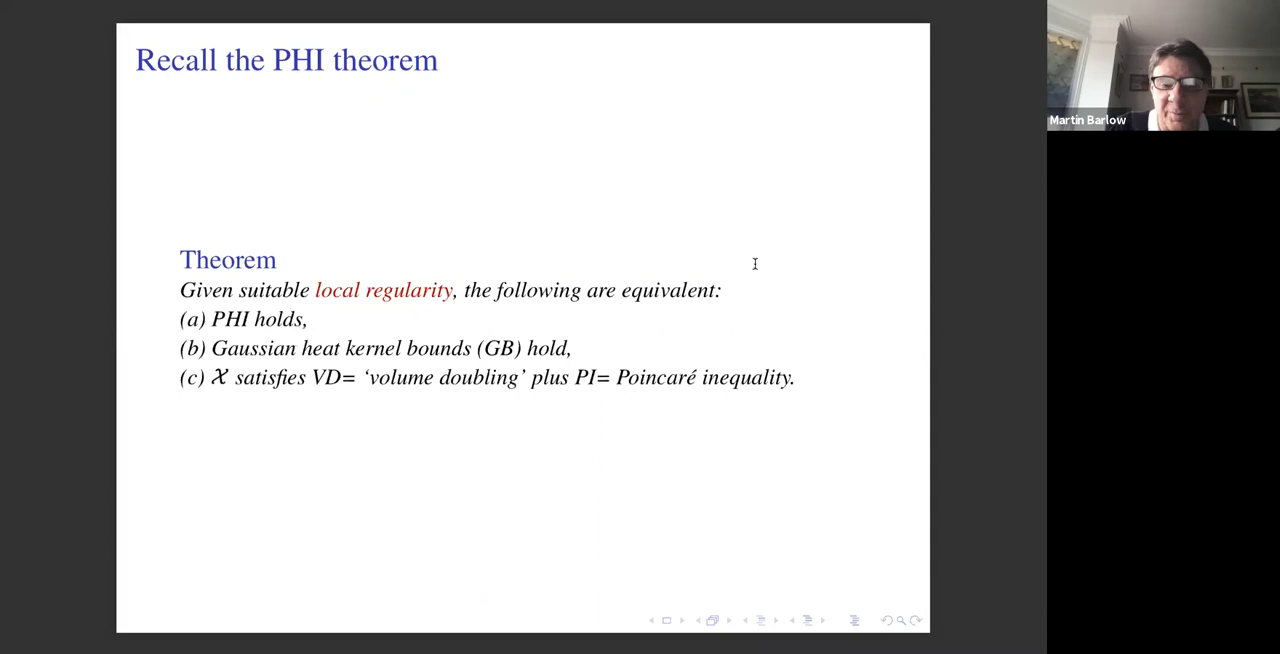 Recall the PHI theorem
Martin Barlow
Theorem
Given suitable local regularity, the following are equivalent:
(a) PHI holds,
(b) Gaussian heat kernel bounds (GB) hold,
(c) 𝒳 satisfies VD= ‘volume doubling’ plus PI= Poincaré inequality.